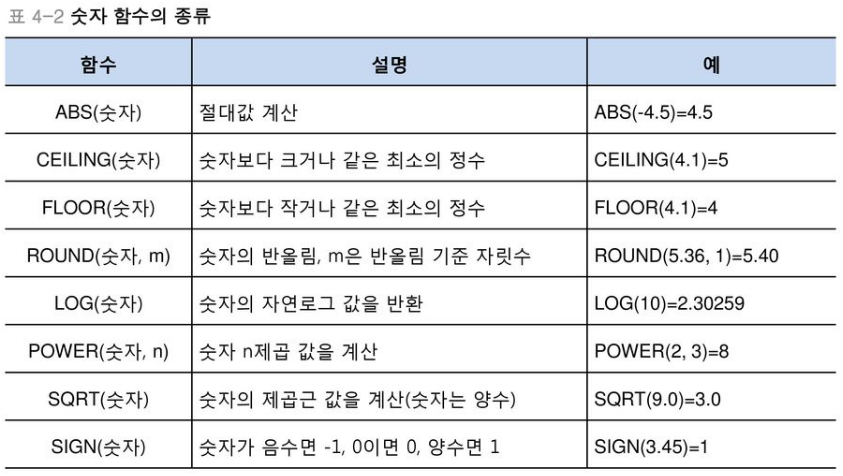 표 4-2 숫자 함수의 종류
함수 설명 예
ABS(숫자) 절대값 계산 ABS(-4.5)=4.5
CEILING(숫자) 숫자보다 크거나 같은 최소의 정수 CEILING(4.1)=5
FLOOR(숫자) 숫자보다 작거나 같은 최소의 정수 FLOOR(4.1)=4
ROUND(숫자, m) 숫자의 반올림, m은 반올림 기준 자릿수 ROUND(5.36, 1)=5.40
LOG(숫자) 숫자의 자연로그 값을 반환 LOG(10)=2.30259
POWER(숫자, n) 숫자 n제곱 값을 계산 POWER(2, 3)=8
SQRT(숫자) 숫자의 제곱근 값을 계산(숫자는 양수) SQRT(9.0)=3.0
SIGN(숫자) 숫자가 음수면 -1, 0이면 0, 양수면 1 SIGN(3.45)=1